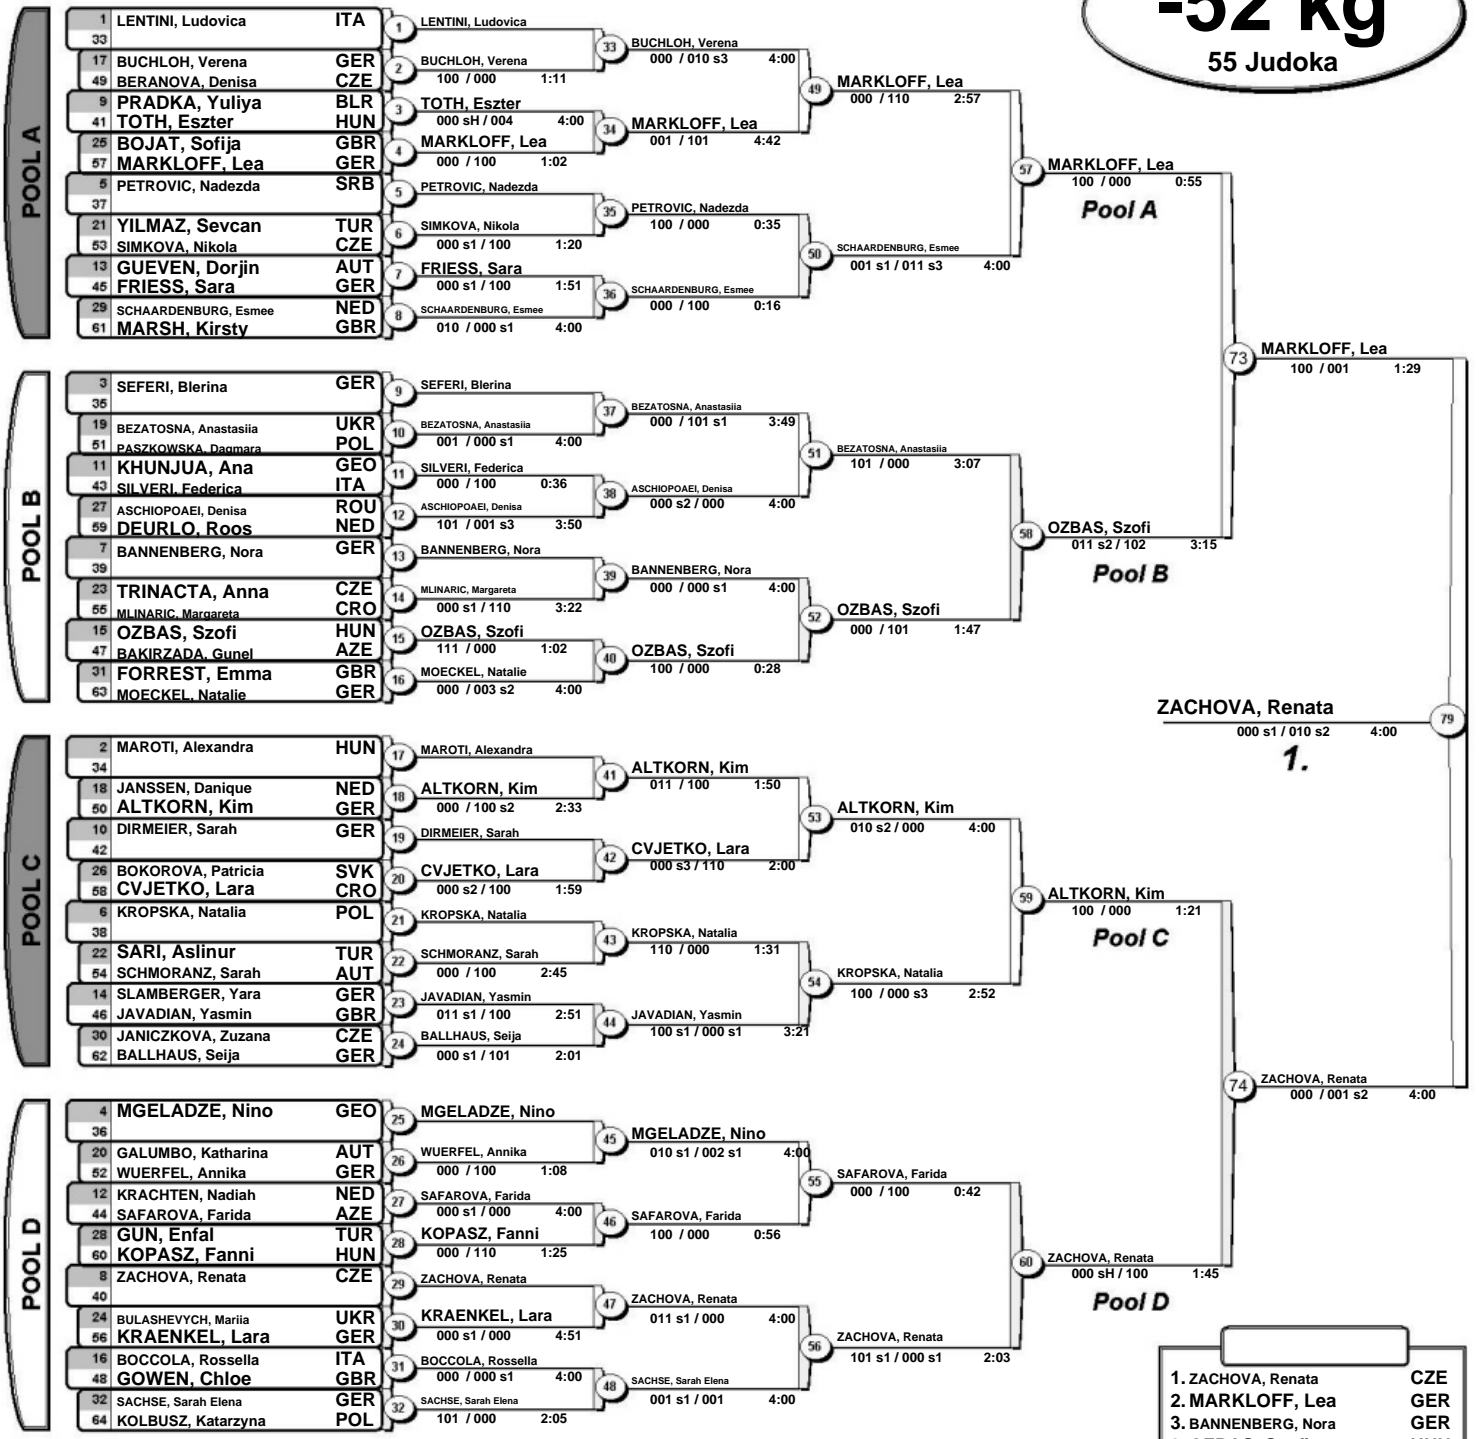 -52 kg
55 Judoka
POOL A
1 LENTINI, Ludovica ITA
33
17 BUCHLOH, Verena GER
49 BERANOVA, Denisa CZE
9 PRADKA, Yuliya BLR
41 TOTH, Eszter HUN
25 BOJAT, Sofija GBR
57 MARKLOFF, Lea GER
5 PETROVIC, Nadezda SRB
37
21 YILMAZ, Sevcan TUR
53 SIMKOVA, Nikola CZE
13 GUEVEN, Dorjin AUT
45 FRIESS, Sara GER
29 SCHAARDENBURG, Esmee NED
61 MARSH, Kirsty GBR
1 LENTINI, Ludovica
2 BUCHLOH, Verena
100 / 000 1:11
3 TOTH, Eszter
000 sH / 004 4:00
4 MARKLOFF, Lea
000 / 100 1:02
5 PETROVIC, Nadezda
6 SIMKOVA, Nikola
000 s1 / 100 1:20
7 FRIESS, Sara
000 s1 / 100 1:51
8 SCHAARDENBURG, Esmee
010 / 000 s1 4:00
33 BUCHLOH, Verena
000 / 010 s3 4:00
34 MARKLOFF, Lea
001 / 101 4:42
35 PETROVIC, Nadezda
100 / 000 0:35
36 SCHAARDENBURG, Esmee
000 / 100 0:16
49 MARKLOFF, Lea
000 / 110 2:57
50 SCHAARDENBURG, Esmee
001 s1 / 011 s3 4:00
57 MARKLOFF, Lea
100 / 000 0:55
Pool A
POOL B
3 SEFERI, Blerina GER
35
19 BEZATOSNA, Anastasiia UKR
51 PASZKOWSKA, Dagmara POL
11 KHUNJUA, Ana GEO
43 SILVERI, Federica ITA
27 ASCHIOPOAEI, Denisa ROU
59 DEURLO, Roos NED
7 BANNENBERG, Nora GER
39
23 TRINACTA, Anna CZE
55 MLINARIC, Margareta CRO
15 OZBAS, Szofi HUN
47 BAKIRZADA, Gunel AZE
31 FORREST, Emma GBR
63 MOECKEL, Natalie GER
9 SEFERI, Blerina
10 BEZATOSNA, Anastasiia
001 / 000 s1 4:00
11 SILVERI, Federica
000 / 100 0:36
12 ASCHIOPOAEI, Denisa
101 / 001 s3 3:50
13 BANNENBERG, Nora
14 MLINARIC, Margareta
000 s1 / 110 3:22
15 OZBAS, Szofi
111 / 000 1:02
16 MOECKEL, Natalie
000 / 003 s2 4:00
37 BEZATOSNA, Anastasiia
000 / 101 s1 3:49
38 ASCHIOPOAEI, Denisa
000 s2 / 000 4:00
39 BANNENBERG, Nora
000 / 000 s1 4:00
40 OZBAS, Szofi
100 / 000 0:28
51 BEZATOSNA, Anastasiia
101 / 000 3:07
52 OZBAS, Szofi
000 / 101 1:47
58 OZBAS, Szofi
011 s2 / 102 3:15
Pool B
73 MARKLOFF, Lea
100 / 001 1:29
ZACHOVA, Renata 79
000 s1 / 010 s2 4:00
1.
POOL C
2 MAROTI, Alexandra HUN
34
18 JANSSEN, Danique NED
50 ALTKORN, Kim GER
10 DIRMEIER, Sarah GER
42
26 BOKOROVA, Patricia SVK
58 CVJETKO, Lara CRO
6 KROPSKA, Natalia POL
38
22 SARI, Aslinur TUR
54 SCHMORANZ, Sarah AUT
14 SLAMBERGER, Yara GER
46 JAVADIAN, Yasmin GBR
30 JANICZKOVA, Zuzana CZE
62 BALLHAUS, Seija GER
17 MAROTI, Alexandra
18 ALTKORN, Kim
000 / 100 s2 2:33
19 DIRMEIER, Sarah
20 CVJETKO, Lara
000 s2 / 100 1:59
21 KROPSKA, Natalia
22 SCHMORANZ, Sarah
000 / 100 2:45
23 JAVADIAN, Yasmin
011 s1 / 100 2:51
24 BALLHAUS, Seija
000 s1 / 101 2:01
41 ALTKORN, Kim
011 / 100 1:50
42 CVJETKO, Lara
000 s3 / 110 2:00
43 KROPSKA, Natalia
110 / 000 1:31
44 JAVADIAN, Yasmin
100 s1 / 000 s1 3:21
53 ALTKORN, Kim
010 s2 / 000 4:00
54 KROPSKA, Natalia
100 / 000 s3 2:52
59 ALTKORN, Kim
100 / 000 1:21
Pool C
74 ZACHOVA, Renata
000 / 001 s2 4:00
POOL D
4 MGELADZE, Nino GEO
36
20 GALUMBO, Katharina AUT
52 WUERFEL, Annika GER
12 KRACHTEN, Nadiah NED
44 SAFAROVA, Farida AZE
28 GUN, Enfal TUR
60 KOPASZ, Fanni HUN
8 ZACHOVA, Renata CZE
40
24 BULASHEVYCH, Mariia UKR
56 KRAENKEL, Lara GER
16 BOCCOLA, Rossella ITA
48 GOWEN, Chloe GBR
32 SACHSE, Sarah Elena GER
64 KOLBUSZ, Katarzyna POL
25 MGELADZE, Nino
26 WUERFEL, Annika
000 / 100 1:08
27 SAFAROVA, Farida
000 s1 / 000 4:00
28 KOPASZ, Fanni
000 / 110 1:25
29 ZACHOVA, Renata
30 KRAENKEL, Lara
000 s1 / 000 4:51
31 BOCCOLA, Rossella
000 / 000 s1 4:00
32 SACHSE, Sarah Elena
101 / 000 2:05
45 MGELADZE, Nino
010 s1 / 002 s1 4:00
46 SAFAROVA, Farida
100 / 000 0:56
47 ZACHOVA, Renata
011 s1 / 000 4:00
48 SACHSE, Sarah Elena
001 s1 / 001 4:00
55 SAFAROVA, Farida
000 / 100 0:42
56 ZACHOVA, Renata
101 s1 / 000 s1 2:03
60 ZACHOVA, Renata
000 sH / 100 1:45
Pool D
1. ZACHOVA, Renata CZE
2. MARKLOFF, Lea GER
3. BANNENBERG, Nora GER